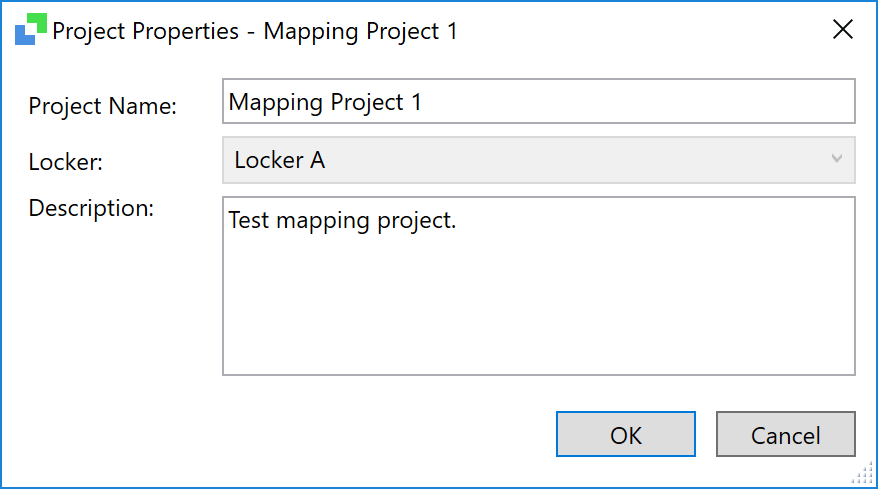 Project Properties - Mapping Project 1
Project Name:
Mapping Project 1
Locker:
Locker A
Description:
Test mapping project.
OK
Cancel